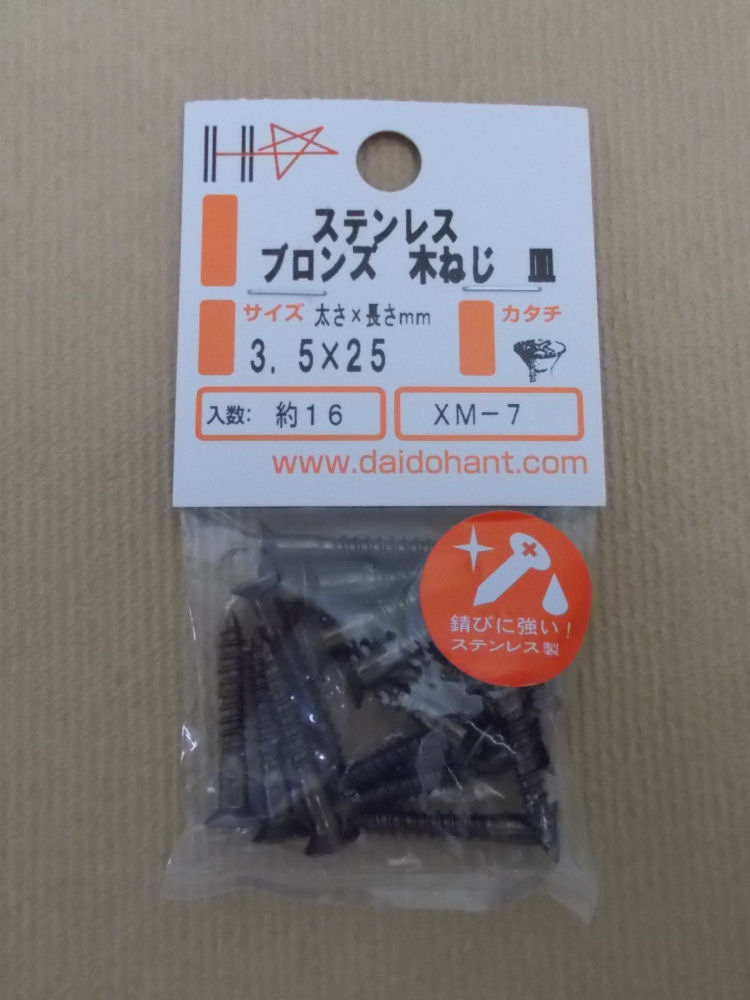 ステンレス
ブロンズ 木ねじ 皿
サイズ 太さ×長さmm
3.5×25
カタチ
入数: 約16
XM-7
www.daidohant.com
錆びに強い!
ステンレス製